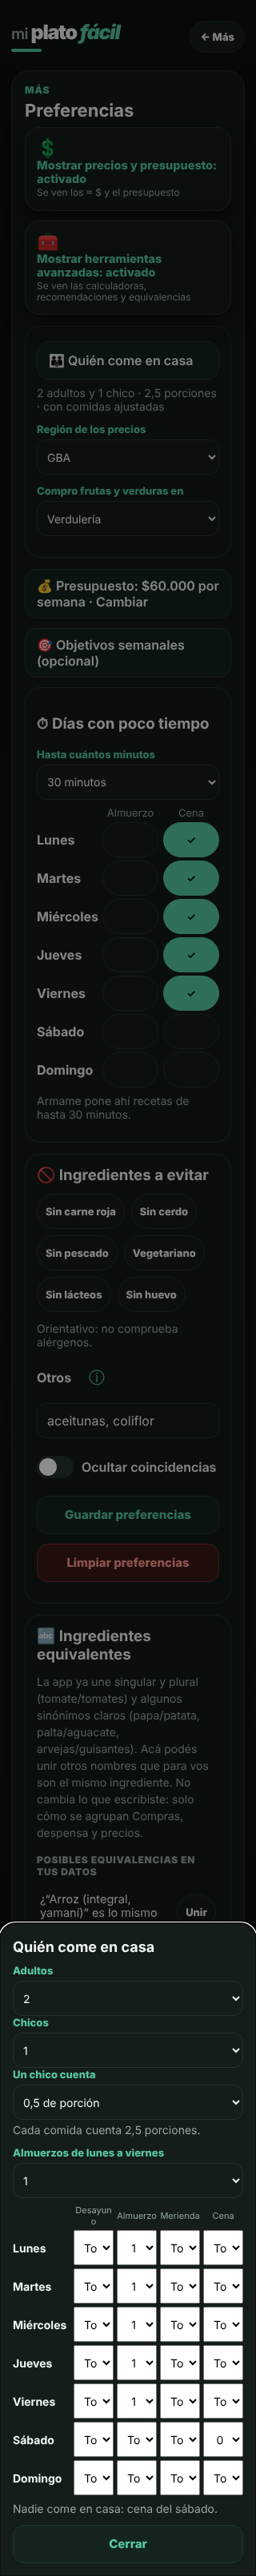 mi plato fácil
← Más
MÁS
Preferencias
Mostrar precios y presupuesto:
activado
Se ven los ≈ $ y el presupuesto
Mostrar herramientas
avanzadas: activado
Se ven las calculadoras,
recomendaciones y equivalencias
Quién come en casa
2 adultos y 1 chico · 2,5 porciones
· con comidas ajustadas
Región de los precios
GBA
Compro frutas y verduras en
Verdulería
Presupuesto: $60.000 por
semana · Cambiar
Objetivos semanales
(opcional)
Días con poco tiempo
Hasta cuántos minutos
30 minutos
Almuerzo Cena
Lunes ✓
Martes ✓
Miércoles ✓
Jueves ✓
Viernes ✓
Sábado
Domingo
Armame pone ahí recetas de
hasta 30 minutos.
Ingredientes a evitar
Sin carne roja Sin cerdo
Sin pescado Vegetariano
Sin lácteos Sin huevo
Orientativo: no comprueba
alérgenos.
Otros ⓘ
aceitunas, coliflor
Ocultar coincidencias
Guardar preferencias
Limpiar preferencias
Ingredientes
equivalentes
La app ya une singular y plural
(tomate/tomates) y algunos
sinónimos claros (papa/patata,
palta/aguacate,
arvejas/guisantes). Acá podés
unir otros nombres que para vos
son el mismo ingrediente. No
cambia lo que escribiste: solo
cómo se agrupan Compras,
despensa y precios.
POSIBLES EQUIVALENCIAS EN
TUS DATOS
¿“Arroz (integral,
yamani)” es lo mismo
Unir
Quién come en casa
Adultos
2
Chicos
1
Un chico cuenta
0,5 de porción
Cada comida cuenta 2,5 porciones.
Almuerzos de lunes a viernes
1
Desayun
o Almuerzo Merienda Cena
Lunes To 1 To To
Martes To 1 To To
Miércoles To 1 To To
Jueves To 1 To To
Viernes To 1 To To
Sábado To To To 0
Domingo To To To To
Nadie come en casa: cena del sábado.
Cerrar